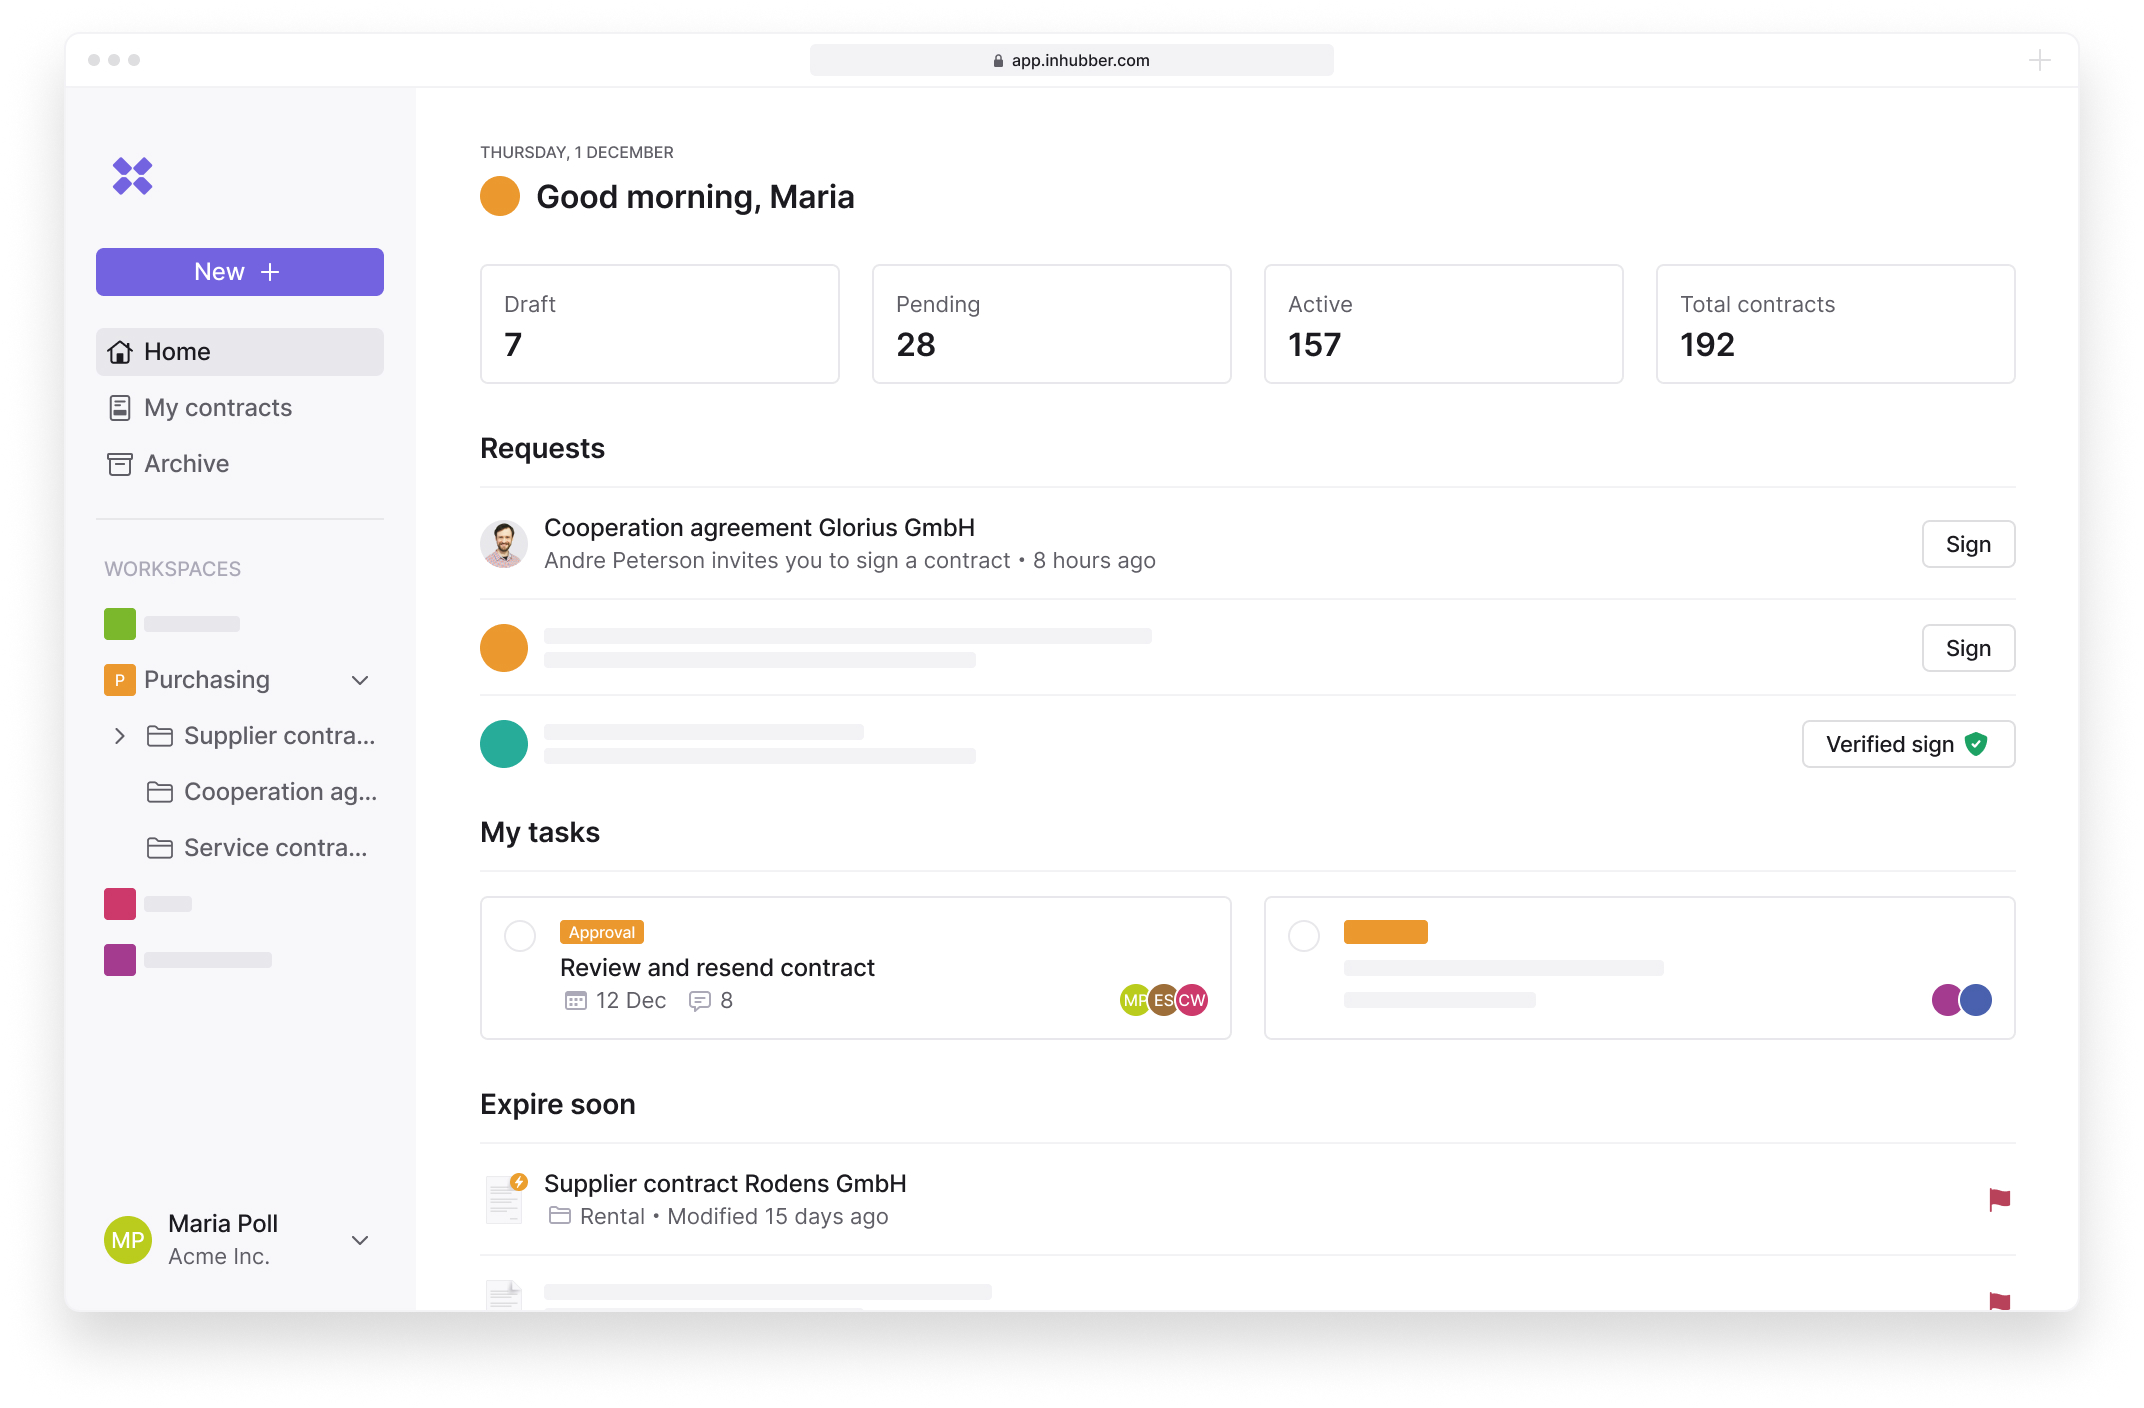 app.inhubber.com
New
Home
My contracts
Archive
WORKSPACES
P
Purchasing
Supplier contra...
Cooperation ag...
Service contra...
MP
Maria Poll
Acme Inc.
THURSDAY, 1 DECEMBER
Good morning, Maria
Draft
7
Pending
28
Active
157
Total contracts
192
Requests
Cooperation agreement Glorius GmbH
Andre Peterson invites you to sign a contract • 8 hours ago
Sign
Sign
Verified sign
My tasks
Approval
Review and resend contract
12 Dec 8
MP ES CW
Expire soon
Supplier contract Rodens GmbH
Rental • Modified 15 days ago